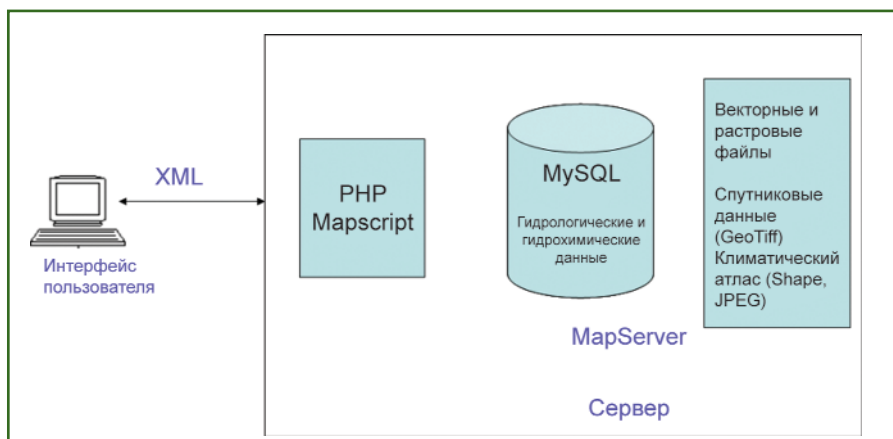 XML
Интерфейс
пользователя
PHP
Mapscript
MySQL
Гидрологические и
гидрохимические
данные
Векторные и
растровые
файлы
Спутниковые
данные
(GeoTiff)
Климатический
атлас (Shape,
JPEG)
MapServer
Сервер